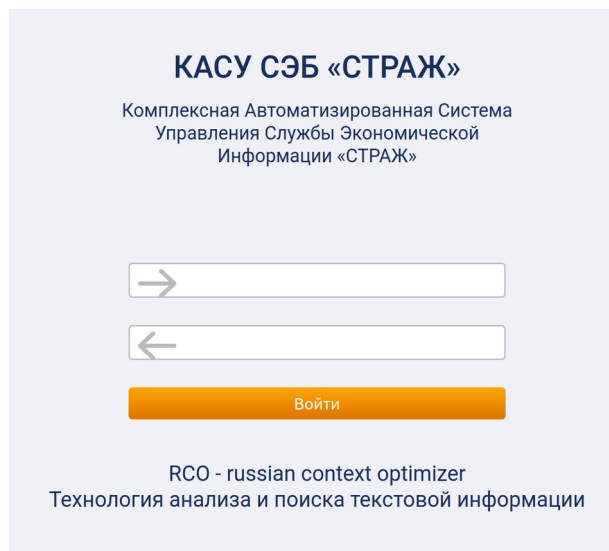 КАСУ СЭБ «СТРАЖ»
Комплексная Автоматизированная Система
Управления Службы Экономической
Информации «СТРАЖ»
Войти
RCO - russian context optimizer
Технология анализа и поиска текстовой информации